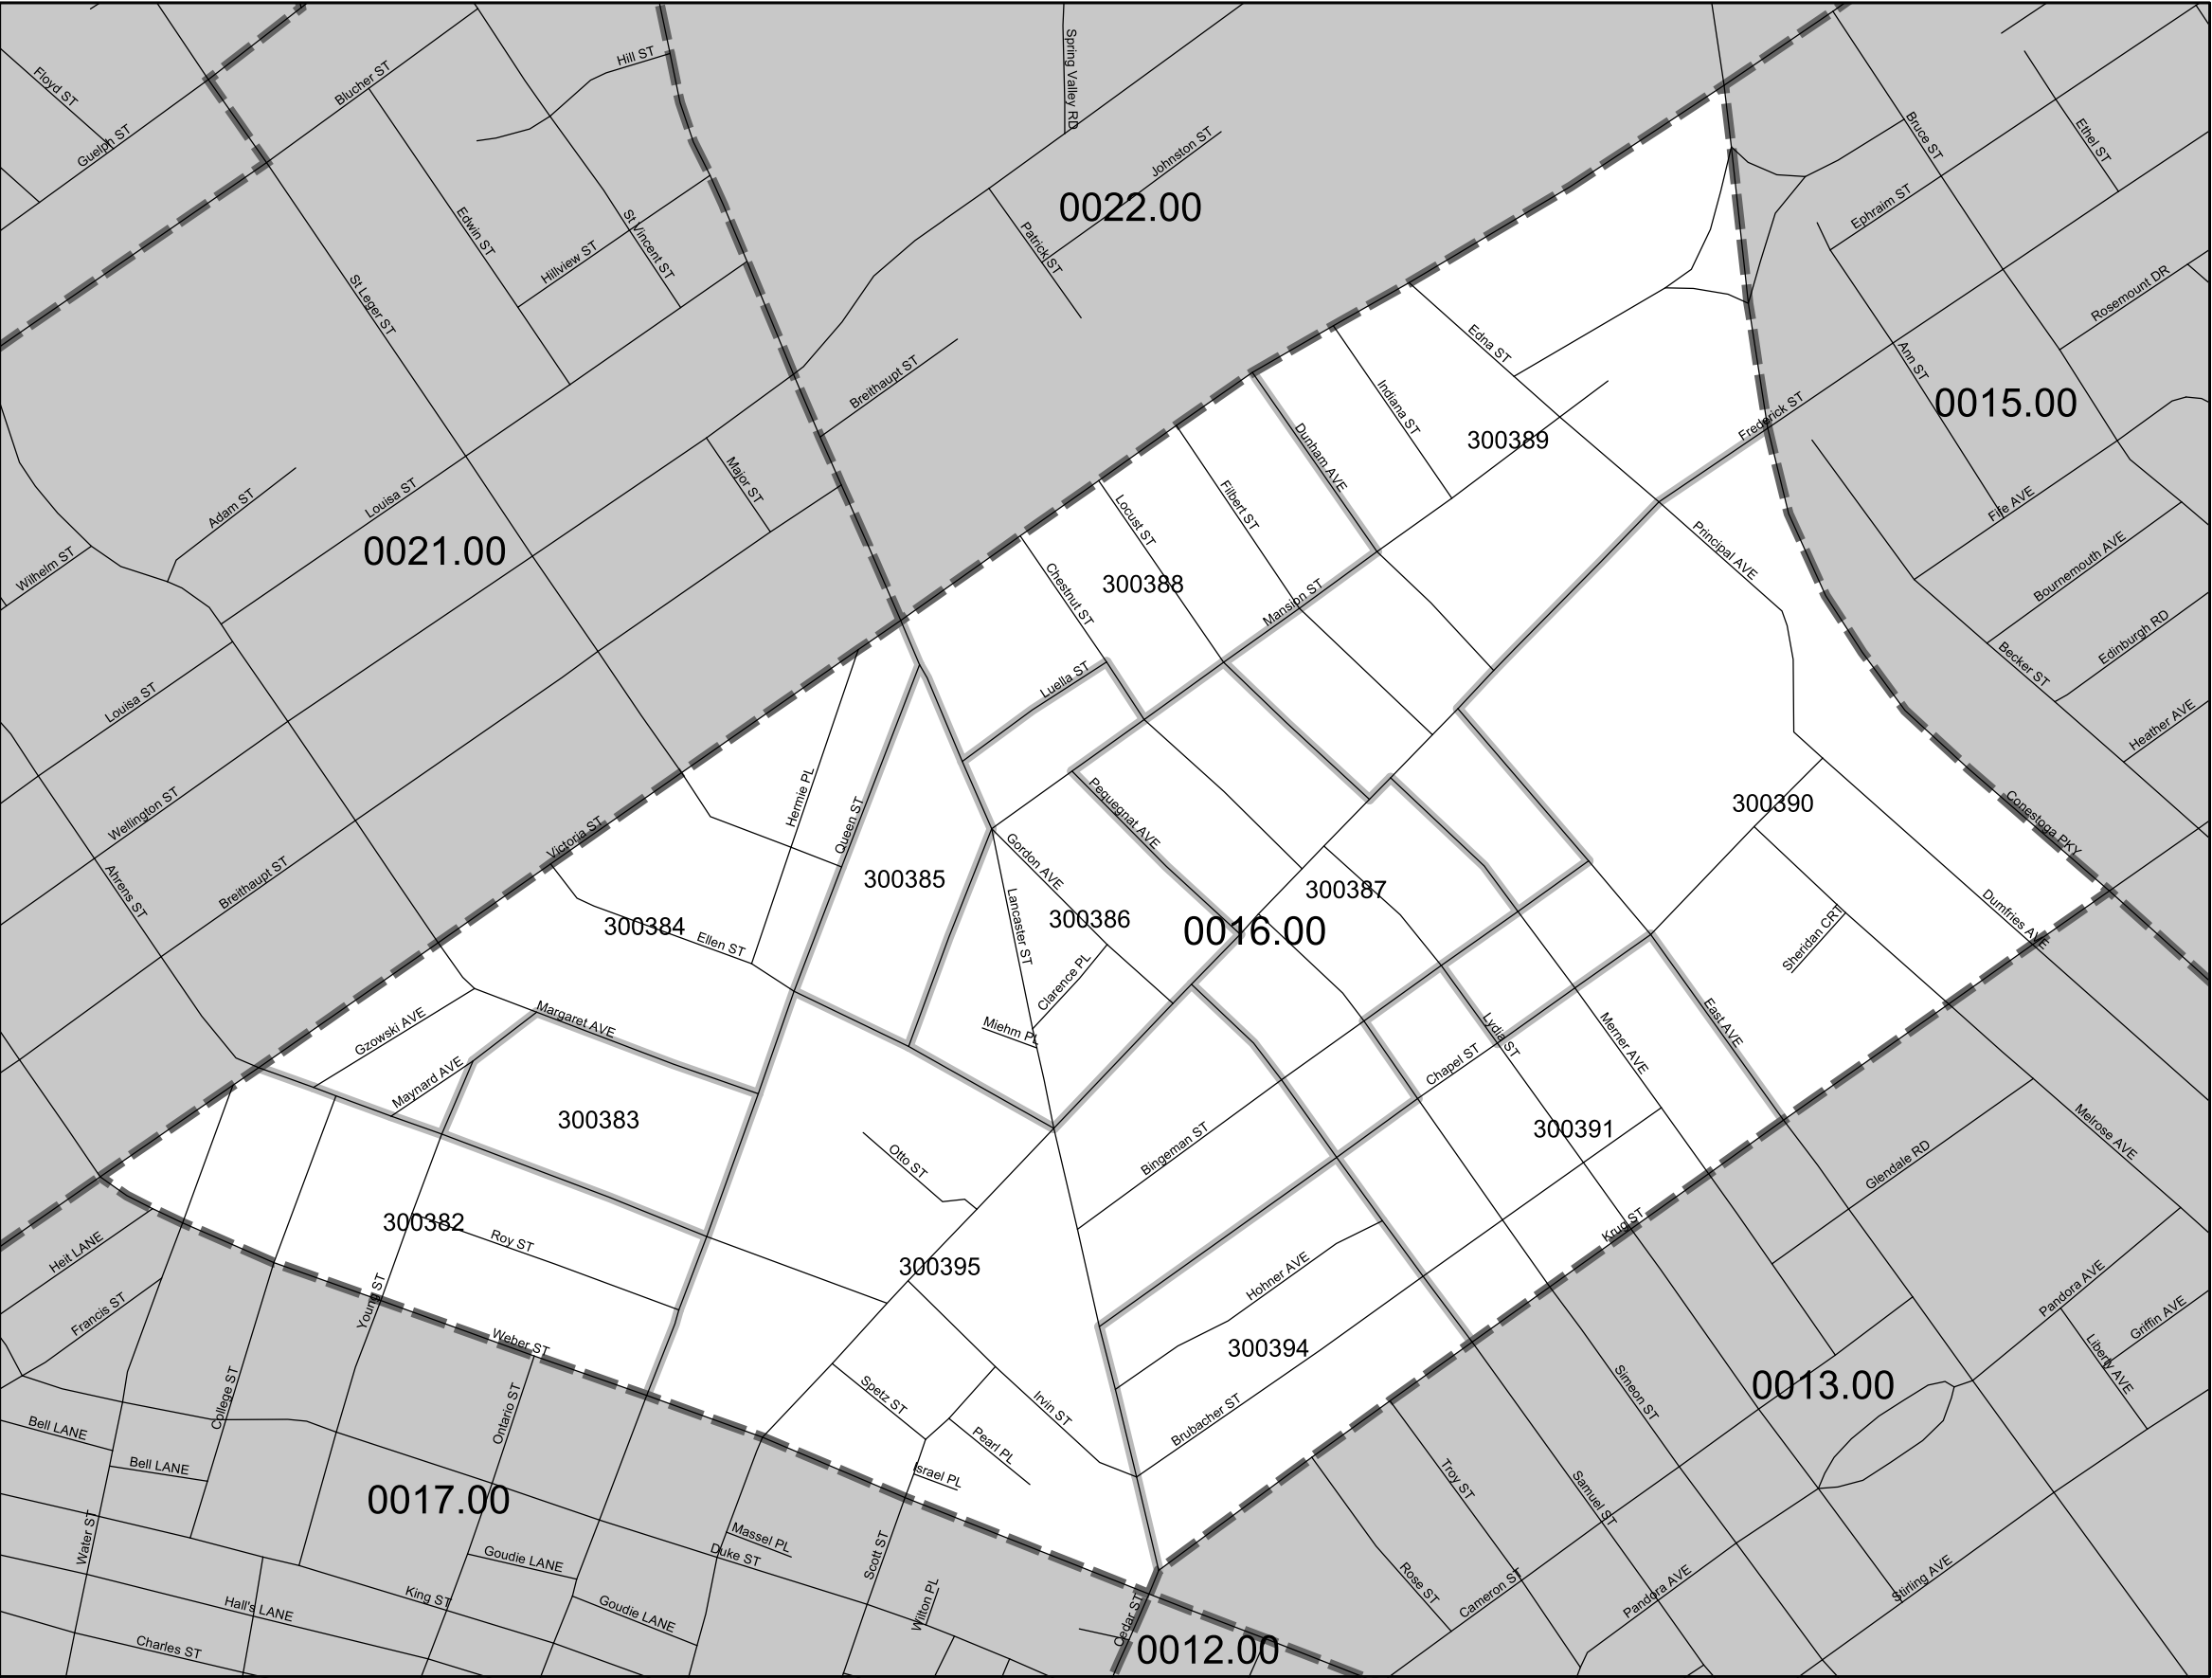 Floyd ST
Guelph ST
Blucher ST
Hill ST
Spring Valley RD
Johnston ST
0022.00
Patrick ST
Edwin ST
Hillview ST
St Vincent ST
St Leger ST
Bruce ST
Ethel ST
Ephraim ST
Rosemount DR
Ann ST
0015.00
Frederick ST
Edna ST
Indiana ST
300389
Breithaupt ST
Dunham AVE
Major ST
Filbert ST
Locust ST
Louisa ST
Adam ST
0021.00
Wilhelm ST
Fife AVE
Principal AVE
Bournemouth AVE
Chestnut ST
300388
Mansion ST
Edinburgh RD
Becker ST
Luella ST
Louisa ST
Heather AVE
Wellington ST
Victoria ST
Hermie PL
Queen ST
Pequegnat AVE
300390
Conestoga PKY
Breithaupt ST
Ahrens ST
300385
Gordon AVE
300387
300384
Ellen ST
Lancaster ST
300386
0016.00
Dumfries AVE
Sheridan CRT
Clarence PL
Miehm PL
Margaret AVE
Gzowski AVE
Maynard AVE
300383
Lydia ST
Merner AVE
East AVE
Chapel ST
300391
Bingeman ST
Otto ST
Melrose AVE
Glendale RD
Krug ST
300382
Roy ST
Heit LANE
300395
Hohner AVE
Pandora AVE
Francis ST
Young ST
Weber ST
300394
Griffin AVE
Liberty AVE
0013.00
Simeon ST
Spetz ST
Irvin ST
Brubacher ST
College ST
Ontario ST
Bell LANE
Pearl PL
Bell LANE
Israel PL
Troy ST
Samuel ST
0017.00
Water ST
Massel PL
Duke ST
Goudie LANE
Scott ST
Rose ST
Cameron ST
Pandora AVE
Stirling AVE
King ST
Hall's LANE
Goudie LANE
Wilton PL
Cedar ST
Charles ST
0012.00